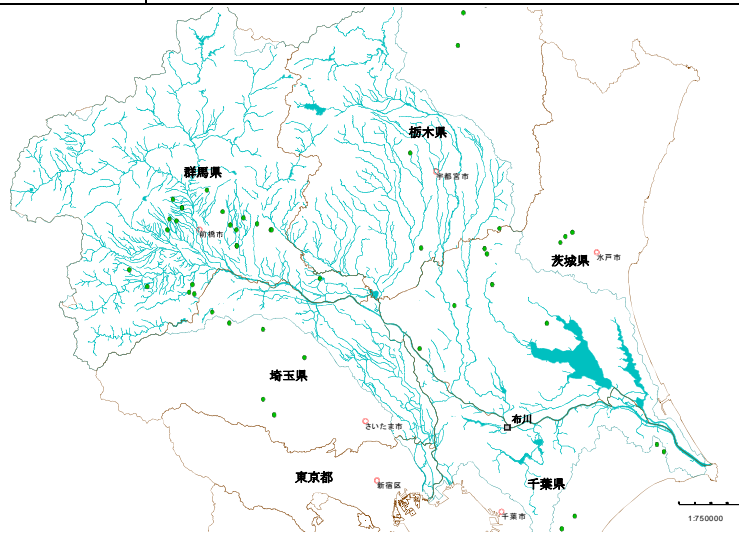 栃木県
群馬県
宇都宮市
前橋市
茨城県
水戸市
埼玉県
布川
さいたま市
東京都
新宿区
千葉県
千葉市
1:750000